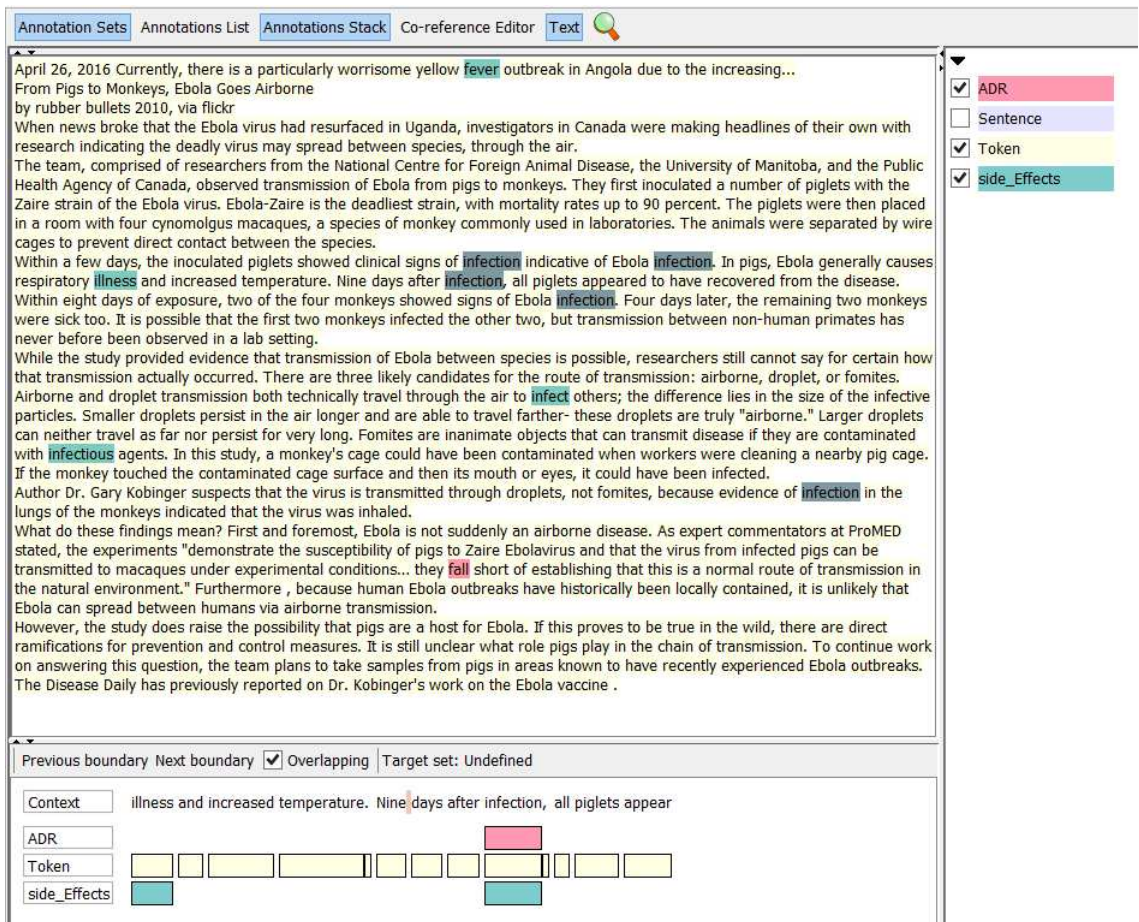 Annotation Sets Annotations List Annotations Stack Co-reference Editor Text
April 26, 2016 Currently, there is a particularly worrisome yellow fever outbreak in Angola due to the increasing...
From Pigs to Monkeys, Ebola Goes Airborne
by rubber bullets 2010, via flickr
When news broke that the Ebola virus had resurfaced in Uganda, investigators in Canada were making headlines of their own with
research indicating the deadly virus may spread between species, through the air.
The team, comprised of researchers from the National Centre for Foreign Animal Disease, the University of Manitoba, and the Public
Health Agency of Canada, observed transmission of Ebola from pigs to monkeys. They first inoculated a number of piglets with the
Zaire strain of the Ebola virus. Ebola-Zaire is the deadliest strain, with mortality rates up to 90 percent. The piglets were then placed
in a room with four cynomolgus macaques, a species of monkey commonly used in laboratories. The animals were separated by wire
cages to prevent direct contact between the species.
Within a few days, the inoculated piglets showed clinical signs of infection indicative of Ebola infection. In pigs, Ebola generally causes
respiratory illness and increased temperature. Nine days after infection, all piglets appeared to have recovered from the disease.
Within eight days of exposure, two of the four monkeys showed signs of Ebola infection. Four days later, the remaining two monkeys
were sick too. It is possible that the first two monkeys infected the other two, but transmission between non-human primates has
never before been observed in a lab setting.
While the study provided evidence that transmission of Ebola between species is possible, researchers still cannot say for certain how
that transmission actually occurred. There are three likely candidates for the route of transmission: airborne, droplet, or fomites.
Airborne and droplet transmission both technically travel through the air to infect others; the difference lies in the size of the infective
particles. Smaller droplets persist in the air longer and are able to travel farther- these droplets are truly "airborne." Larger droplets
can neither travel as far nor persist for very long. Fomites are inanimate objects that can transmit disease if they are contaminated
with infectious agents. In this study, a monkey's cage could have been contaminated when workers were cleaning a nearby pig cage.
If the monkey touched the contaminated cage surface and then its mouth or eyes, it could have been infected.
Author Dr. Gary Kobinger suspects that the virus is transmitted through droplets, not fomites, because evidence of infection in the
lungs of the monkeys indicated that the virus was inhaled.
What do these findings mean? First and foremost, Ebola is not suddenly an airborne disease. As expert commentators at ProMED
stated, the experiments "demonstrate the susceptibility of pigs to Zaire Ebolavirus and that the virus from infected pigs can be
transmitted to macaques under experimental conditions... they fall short of establishing that this is a normal route of transmission in
the natural environment." Furthermore , because human Ebola outbreaks have historically been locally contained, it is unlikely that
Ebola can spread between humans via airborne transmission.
However, the study does raise the possibility that pigs are a host for Ebola. If this proves to be true in the wild, there are direct
ramifications for prevention and control measures. It is still unclear what role pigs play in the chain of transmission. To continue work
on answering this question, the team plans to take samples from pigs in areas known to have recently experienced Ebola outbreaks.
The Disease Daily has previously reported on Dr. Kobinger's work on the Ebola vaccine .
ADR
Sentence
Token
side_Effects
Previous boundary Next boundary Overlapping Target set: Undefined
Context illness and increased temperature. Nine days after infection, all piglets appear
ADR
Token
side_Effects